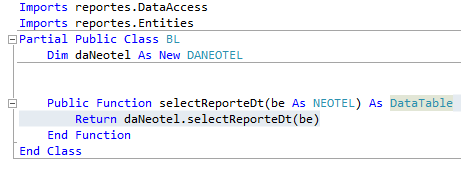 Imports reportes.DataAccess
Imports reportes.Entities
Partial Public Class BL
Dim daNeotel As New DANEOTEL
Public Function selectReporteDt(be As NEOTEL) As DataTable
Return daNeotel.selectReporteDt(be)
End Function
End Class